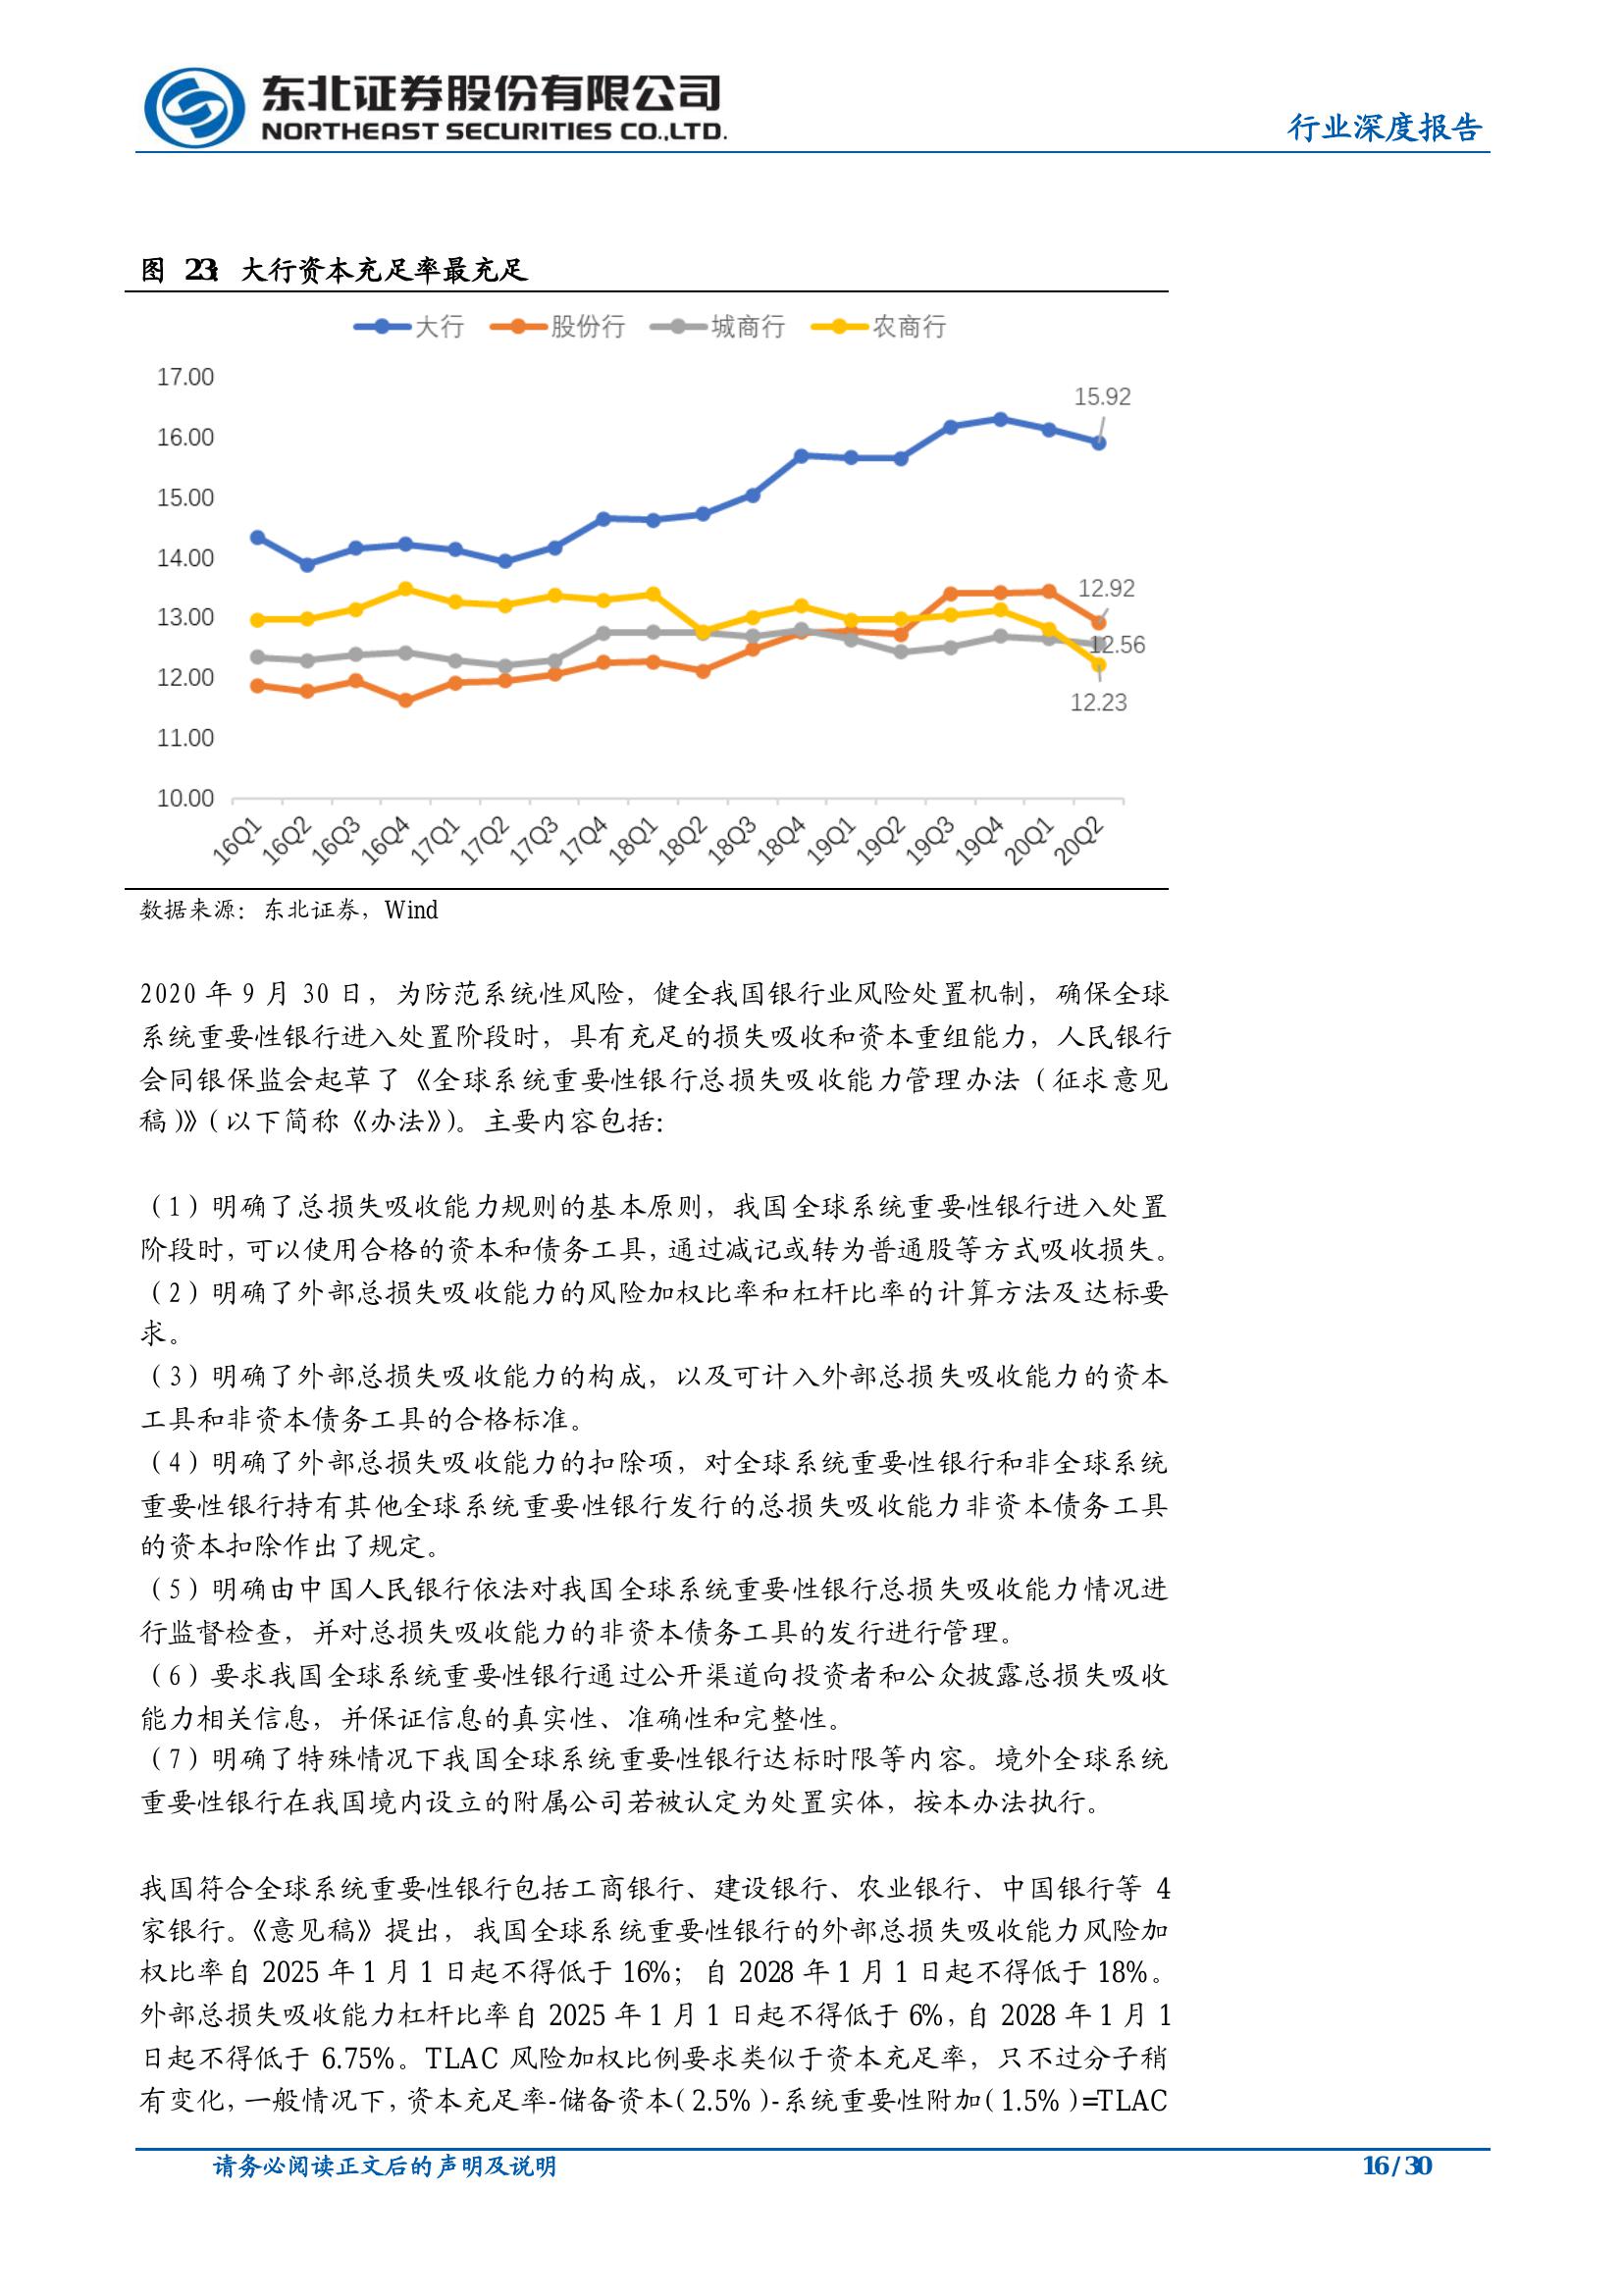 东北证券股份有限公司
NORTHEAST SECURITIES CO.,LTD.
行业深度报告
图 23：大行资本充足率最充足
大行 股份行 城商行 农商行
17.00
16.00
15.00
14.00
13.00
12.00
11.00
10.00
15.92
12.92
12.56
12.23
16Q1 16Q2 16Q3 16Q4 17Q1 17Q2 17Q3 17Q4 18Q1 18Q2 18Q3 18Q4 19Q1 19Q2 19Q3 19Q4 20Q1 20Q2
数据来源：东北证券，Wind
2020 年 9 月 30 日，为防范系统性风险，健全我国银行业风险处置机制，确保全球
系统重要性银行进入处置阶段时，具有充足的损失吸收和资本重组能力，人民银行
会同银保监会起草了《全球系统重要性银行总损失吸收能力管理办法（征求意见
稿）》（以下简称《办法》）。主要内容包括：
（1）明确了总损失吸收能力规则的基本原则，我国全球系统重要性银行进入处置
阶段时，可以使用合格的资本和债务工具，通过减记或转为普通股等方式吸收损失。
（2）明确了外部总损失吸收能力的风险加权比率和杠杆比率的计算方法及达标要
求。
（3）明确了外部总损失吸收能力的构成，以及可计入外部总损失吸收能力的资本
工具和非资本债务工具的合格标准。
（4）明确了外部总损失吸收能力的扣除项，对全球系统重要性银行和非全球系统
重要性银行持有其他全球系统重要性银行发行的总损失吸收能力非资本债务工具
的资本扣除作出了规定。
（5）明确由中国人民银行依法对我国全球系统重要性银行总损失吸收能力情况进
行监督检查，并对总损失吸收能力的非资本债务工具的发行进行管理。
（6）要求我国全球系统重要性银行通过公开渠道向投资者和公众披露总损失吸收
能力相关信息，并保证信息的真实性、准确性和完整性。
（7）明确了特殊情况下我国全球系统重要性银行达标时限等内容。境外全球系统
重要性银行在我国境内设立的附属公司若被认定为处置实体，按本办法执行。
我国符合全球系统重要性银行包括工商银行、建设银行、农业银行、中国银行等 4
家银行。《意见稿》提出，我国全球系统重要性银行的外部总损失吸收能力风险加
权比率自 2025 年 1 月 1 日起不得低于 16%；自 2028 年 1 月 1 日起不得低于 18%。
外部总损失吸收能力杠杆比率自 2025 年 1 月 1 日起不得低于 6%，自 2028 年 1 月 1
日起不得低于 6.75%。TLAC 风险加权比例要求类似于资本充足率，只不过分子稍
有变化，一般情况下，资本充足率-储备资本（2.5%）-系统重要性附加（1.5%）=TLAC
请务必阅读正文后的声明及说明
16 / 30